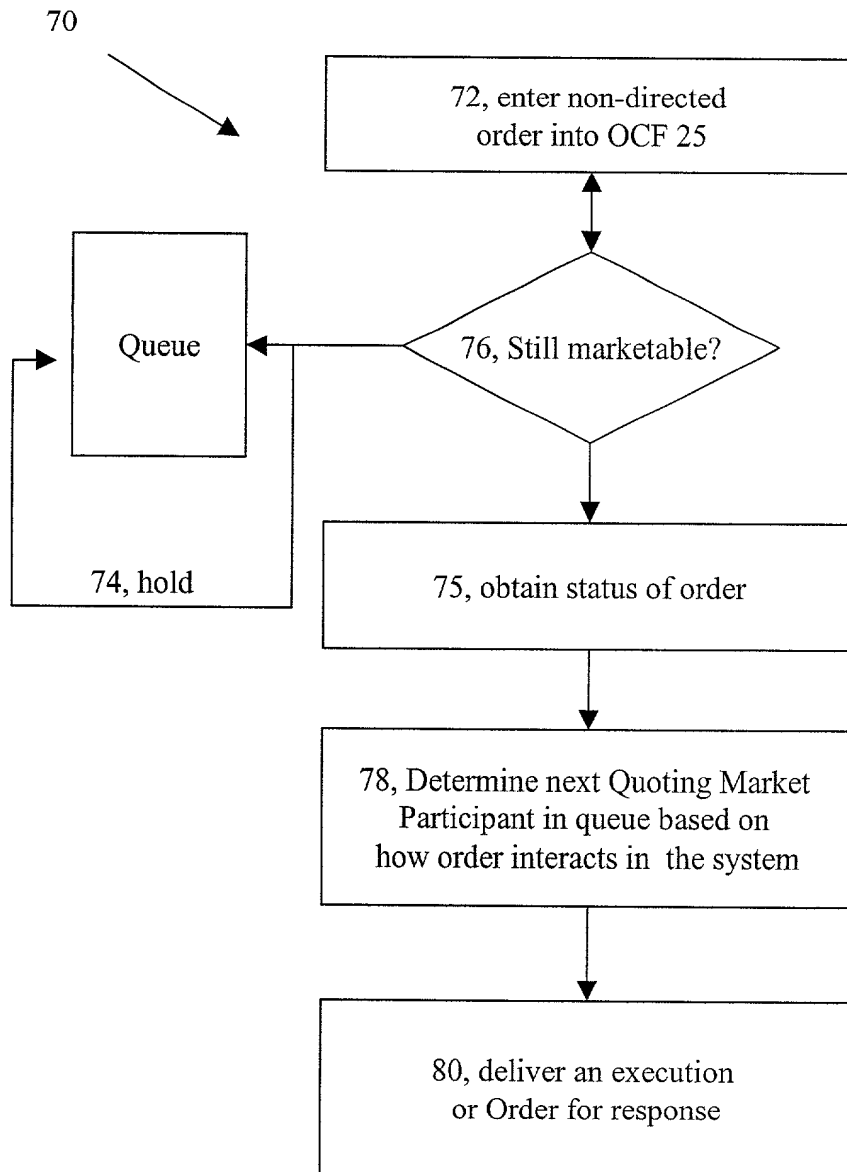 70
72, enter non-directed
order into OCF 25
Queue
76, Still marketable?
74, hold
75, obtain status of order
78, Determine next Quoting Market
Participant in queue based on
how order interacts in the system
80, deliver an execution
or Order for response